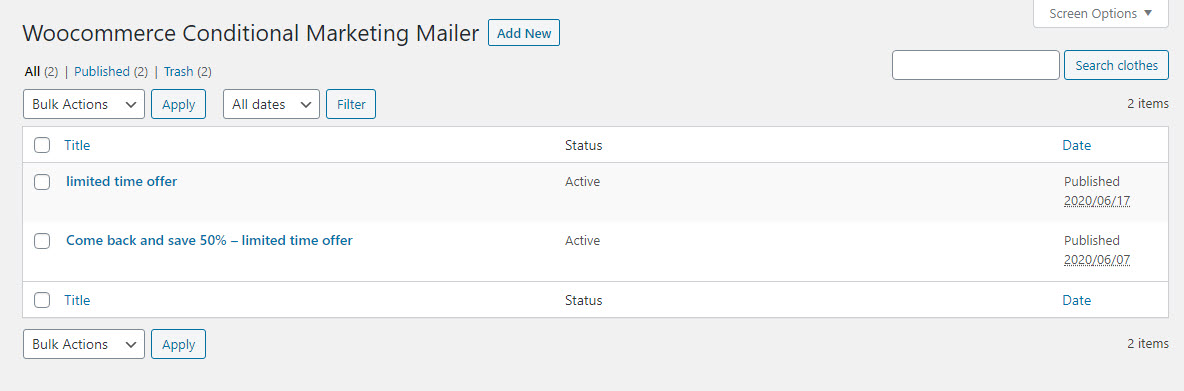 Screen Options ▼
Woocommerce Conditional Marketing Mailer Add New
All (2) | Published (2) | Trash (2)
Search clothes
Bulk Actions Apply All dates Filter 2 items
Title Status Date
limited time offer Active Published
2020/06/17
Come back and save 50% – limited time offer Active Published
2020/06/07
Title Status Date
Bulk Actions Apply 2 items